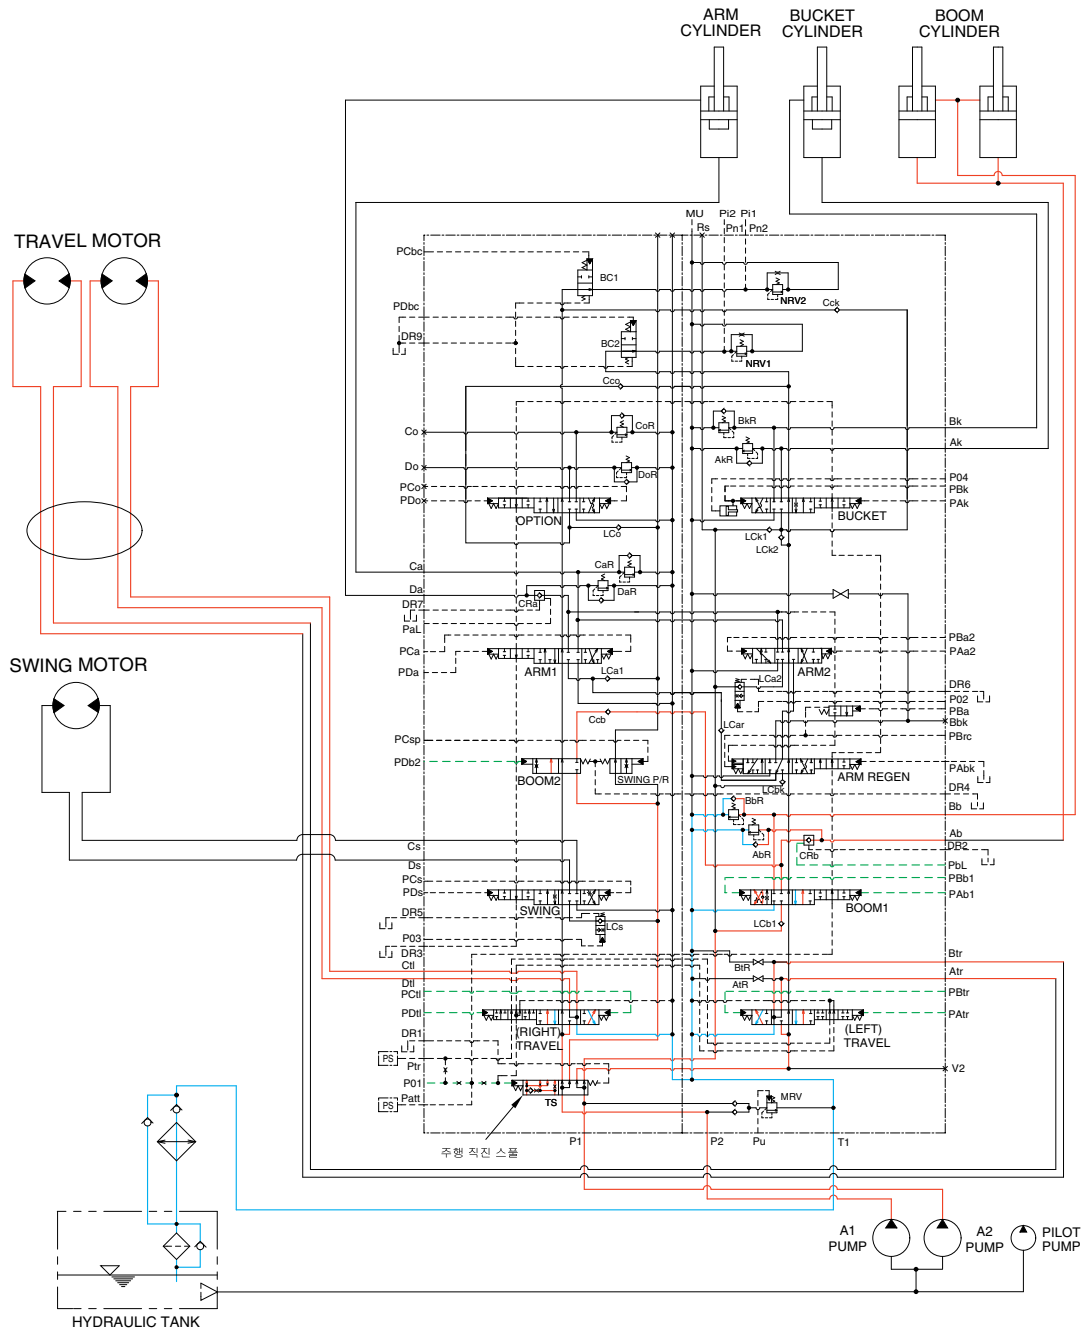 ARM
CYLINDER
BUCKET
CYLINDER
BOOM
CYLINDER
TRAVEL MOTOR
SWING MOTOR
MU
Rs
Pi2
Pn1
Pi1
Pn2
PCbc
BC1
NRV2
Cck
PDbc
DR9
BC2
NRV1
Cco
Co
CoR
BkR
Bk
Do
DoR
AkR
Ak
PCo
PDo
P04
PBk
PAk
OPTION
BUCKET
LCo
LCk1
LCk2
Ca
CaR
Da
DaR
DR7
CRa
PaL
PCa
PDa
PBa2
PAa2
ARM1
ARM2
LCa1
LCa2
DR6
P02
PBa
Ccb
LCar
Bbk
PCsp
PBrc
PDb2
PAbk
BOOM2
SWING P/R
ARM REGEN
LCbk
DR4
BbR
Bb
Cs
AbR
CRb
Ab
DR2
Ds
PbL
PCs
PBb1
PDs
PAb1
SWING
BOOM1
DR5
LCs
LCb1
P03
DR3
Ctl
Btr
BtR
Dtl
Atr
AtR
PCtl
PBtr
PDtl
PAtr
DR1
(RIGHT)
TRAVEL
(LEFT)
TRAVEL
PS
Ptr
V2
P01
PS
Patt
TS
MRV
P1
P2
Pu
T1
주행 직진 스풀
A1
PUMP
A2
PUMP
PILOT
PUMP
HYDRAULIC TANK